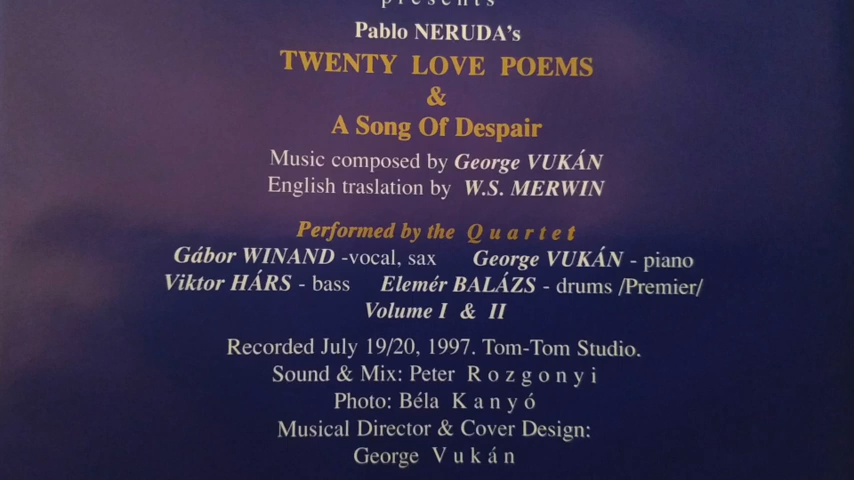 presents
Pablo NERUDA's
TWENTY LOVE POEMS
&
A Song Of Despair
Music composed by George VUKÁN
English traslation by W.S. MERWIN
Performed by the Quartet
Gábor WINAND -vocal, sax George VUKÁN - piano
Viktor HÁRS - bass Elemér BALÁZS - drums /Premier/
Volume I & II
Recorded July 19/20, 1997. Tom-Tom Studio.
Sound & Mix: Peter Rozgonyi
Photo: Béla Kanyó
Musical Director & Cover Design:
George Vukán